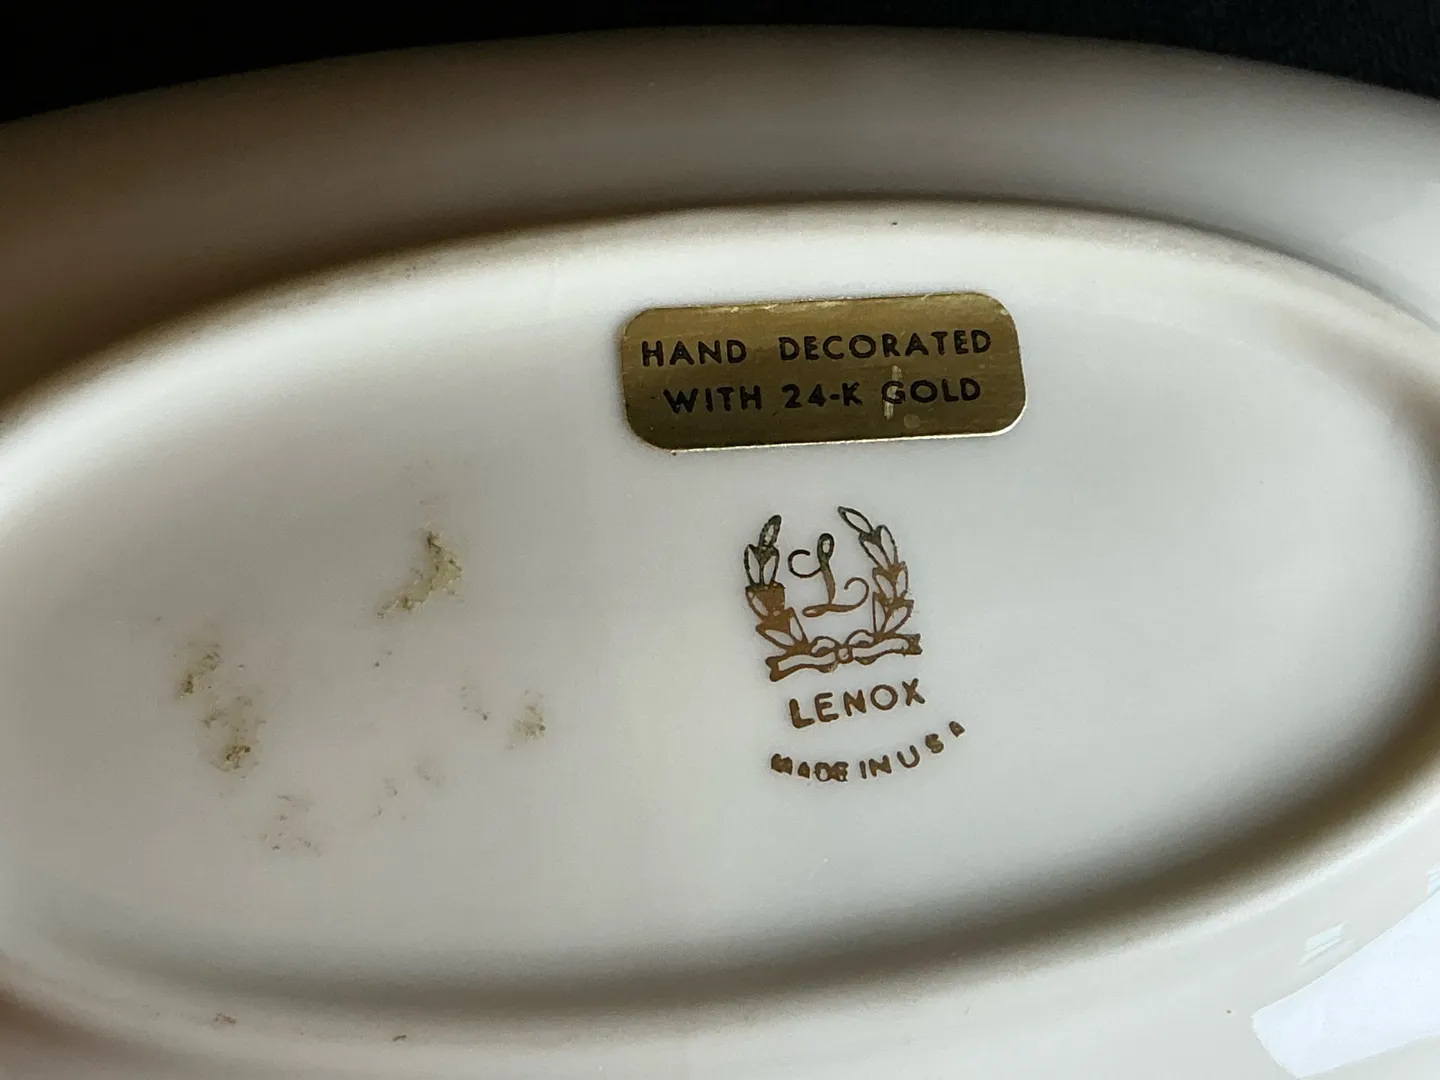 HAND DECORATED
WITH 24-K GOLD
L
LENOX
MADE IN USA